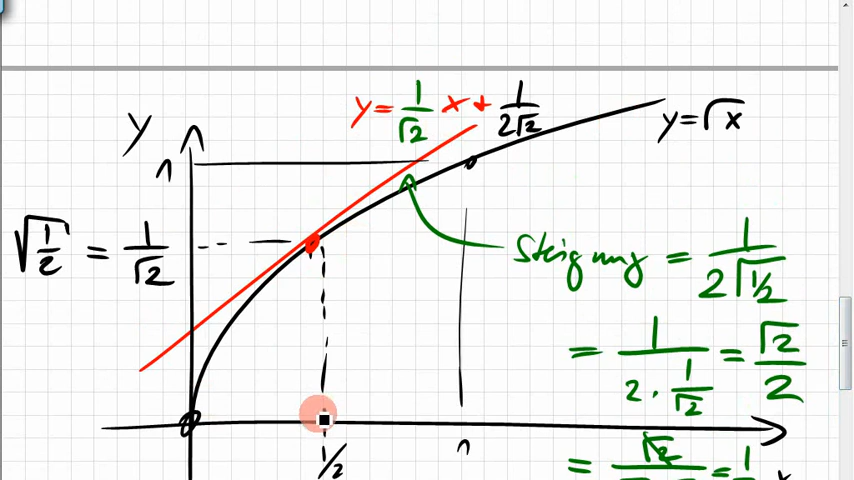 y = 1/√2 x + 1/2√2
y = √x
y
1
√1/2 = 1/√2
Steigung = 1/2√1/2
= 1/2·1/√2 = √2/2
1/2
1